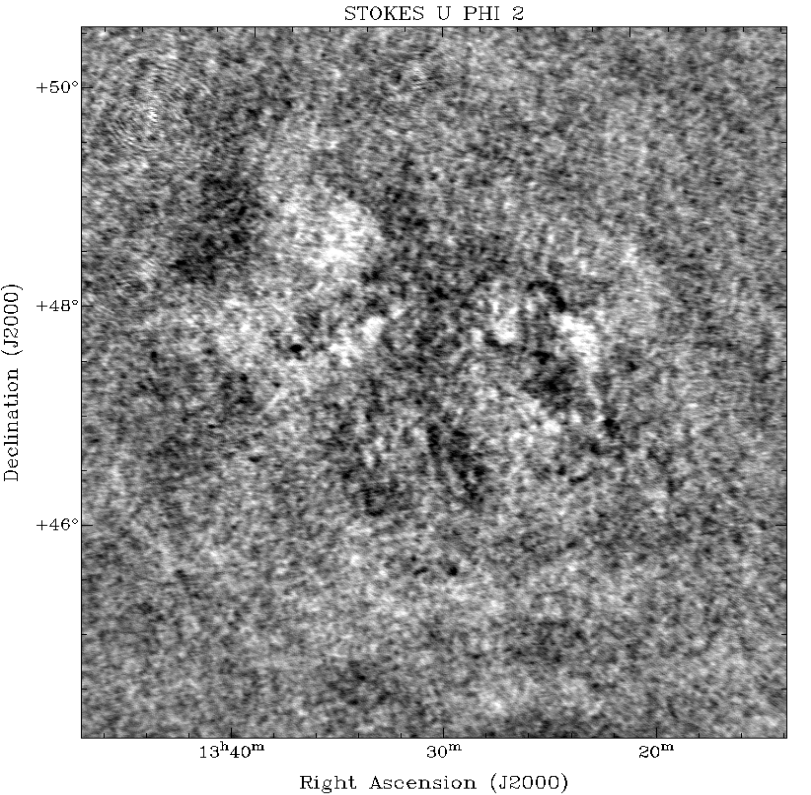 STOKES U PHI 2
+50°
+48°
+46°
Declination (J2000)
13ʰ40ᵐ 30ᵐ 20ᵐ
Right Ascension (J2000)